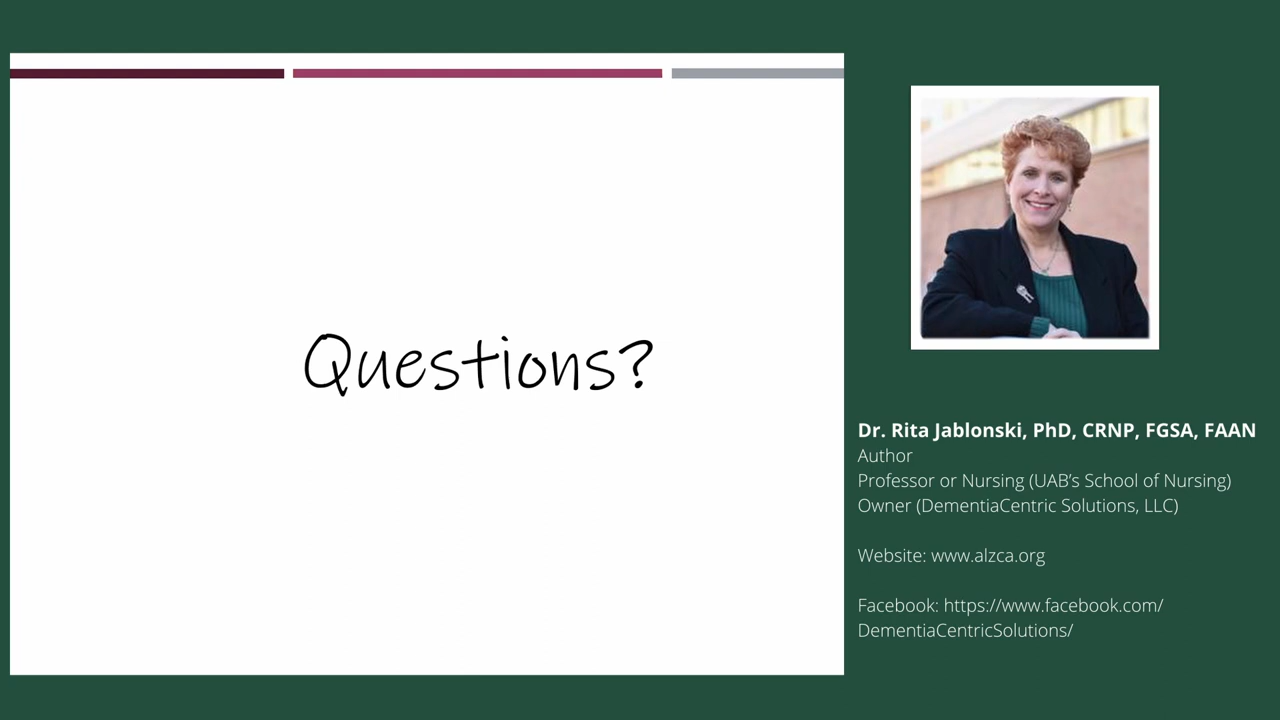 Questions?
Dr. Rita Jablonski, PhD, CRNP, FGSA, FAAN
Author
Professor or Nursing (UAB’s School of Nursing)
Owner (DementiaCentric Solutions, LLC)
Website: www.alzca.org
Facebook: https://www.facebook.com/
DementiaCentricSolutions/